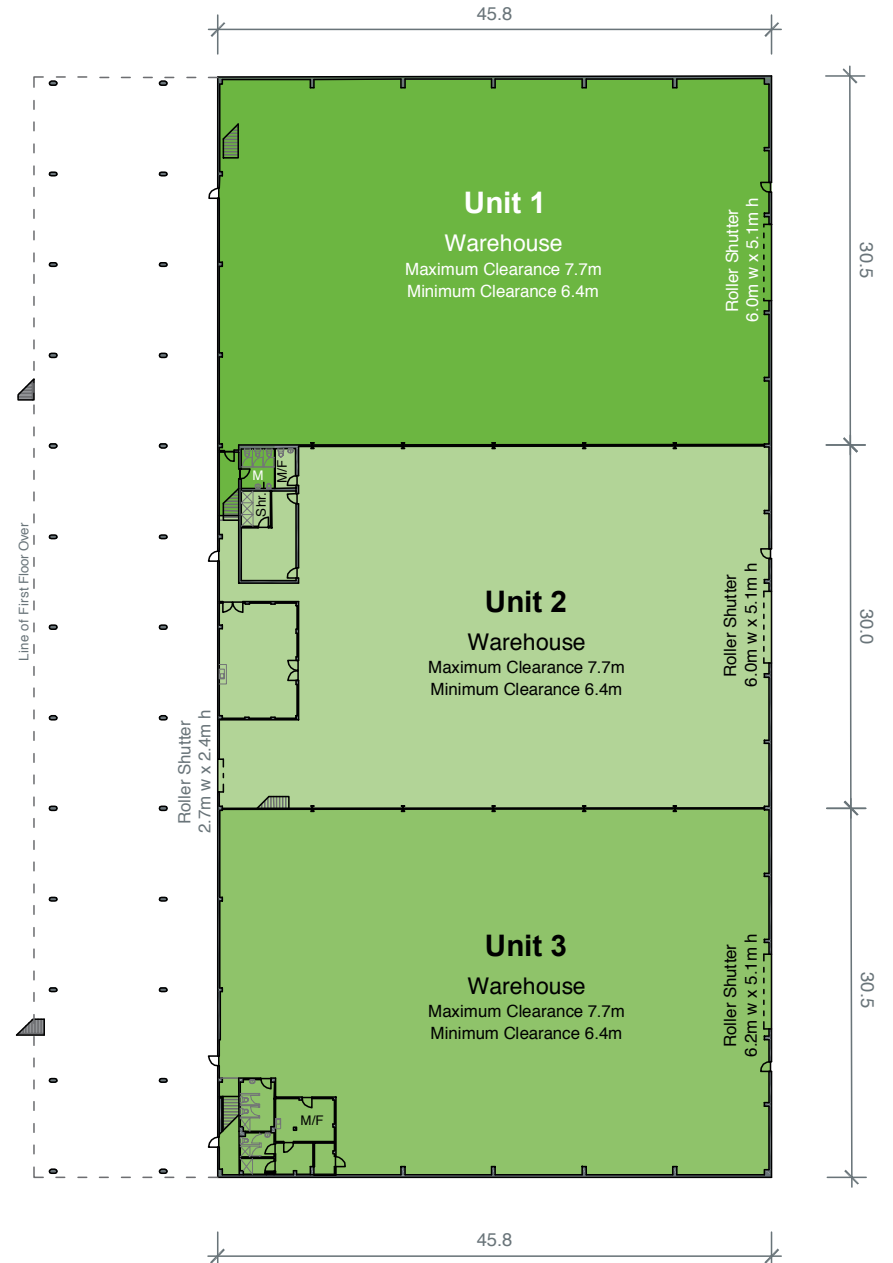 45.8
Unit 1
Warehouse
Maximum Clearance 7.7m
Minimum Clearance 6.4m
Roller Shutter
6.0m w x 5.1m h
30.5
M
M/F
Shr.
Line of First Floor Over
Unit 2
Warehouse
Maximum Clearance 7.7m
Minimum Clearance 6.4m
Roller Shutter
6.0m w x 5.1m h
30.0
Roller Shutter
2.7m w x 2.4m h
Unit 3
Warehouse
Maximum Clearance 7.7m
Minimum Clearance 6.4m
Roller Shutter
6.2m w x 5.1m h
30.5
M/F
45.8